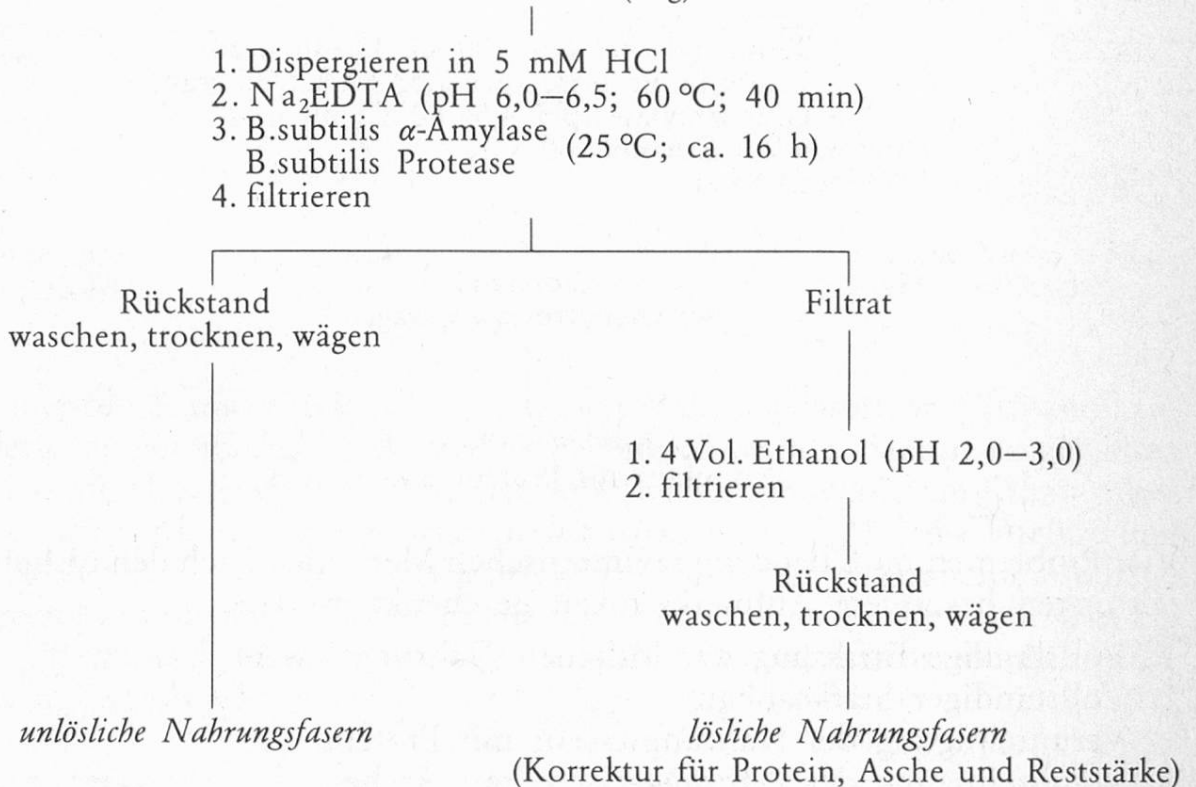 1. Dispergieren in 5 mM HCl
2. Na₂EDTA (pH 6,0–6,5; 60 °C; 40 min)
3. B.subtilis α-Amylase
B.subtilis Protease
(25 °C; ca. 16 h)
4. filtrieren
Rückstand
waschen, trocknen, wägen
Filtrat
1. 4 Vol. Ethanol (pH 2,0–3,0)
2. filtrieren
Rückstand
waschen, trocknen, wägen
unlösliche Nahrungsfasern
lösliche Nahrungsfasern
(Korrektur für Protein, Asche und Reststärke)